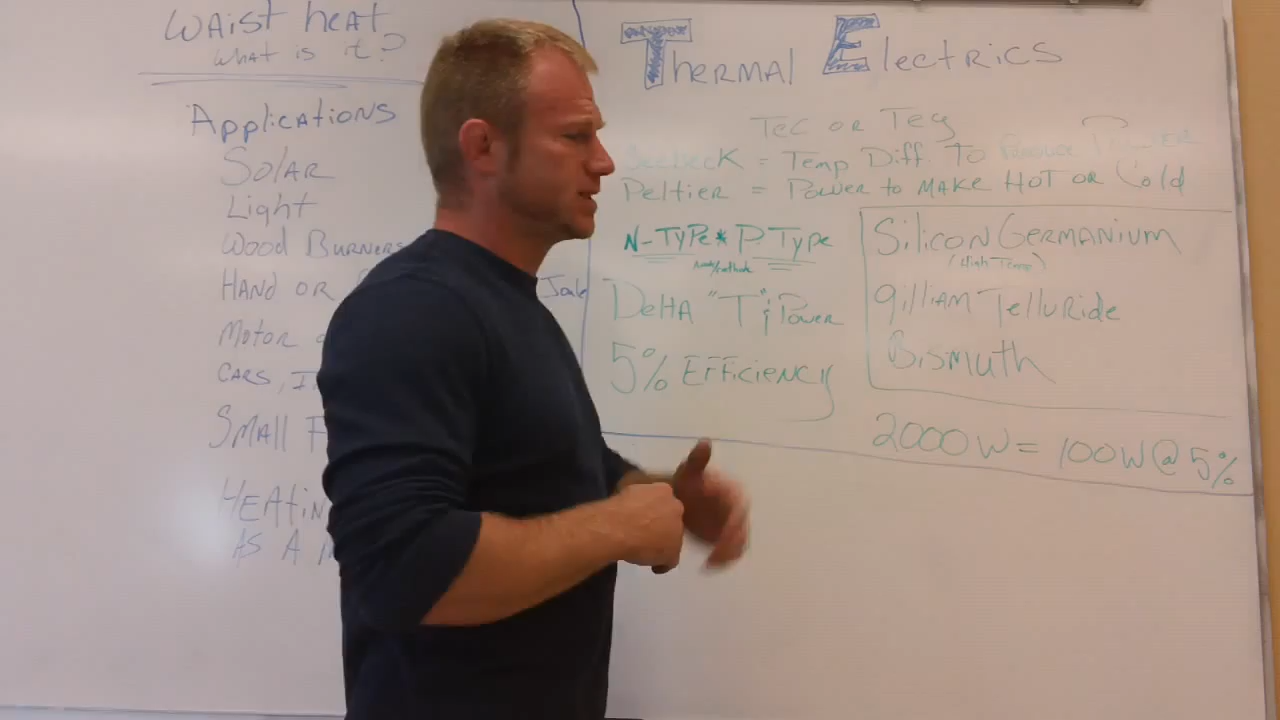 WAIST HEAT
WHAT IS IT?
Applications
SOLAR
Light
WOOD BURNERS
HAND OR
Joule
MOTOR
CARS,
SMALL F
HEATIN
AS A
THERMAL ELECTRICS
TEC OR TEG
SEEBECK = TEMP DIFF. TO PRODUCE POWER
PELTIER = POWER TO MAKE HOT OR COLD
N-TYPE * P TYPE
DELTA "T" & POWER
5% EFFICIENCY
SILICON GERMANIUM
(High Temp)
gilliam Telluride
Bismuth
2000W = 100W @ 5%